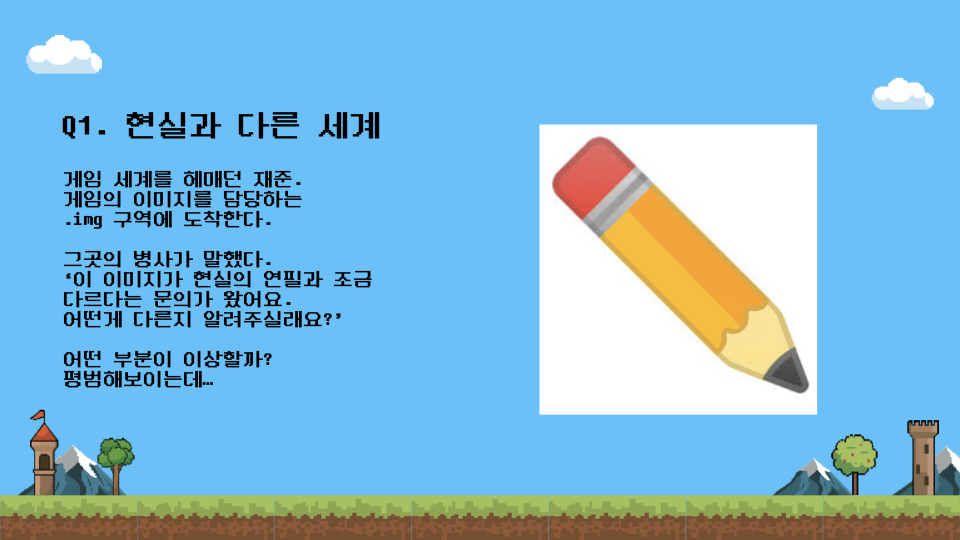 Q1. 현실과 다른 세계
게임 세계를 헤매던 재준.
게임의 이미지를 담당하는
.img 구역에 도착한다.
그곳의 병사가 말했다.
‘이 이미지가 현실의 연필과 조금
다르다는 문의가 왔어요.
어떤게 다른지 알려주실래요?’
어떤 부분이 이상할까?
평범해보이는데…